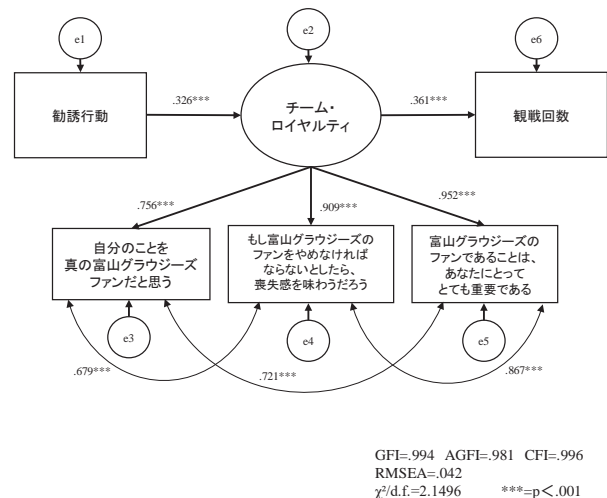 e1
e2
e6
勧誘行動
.326***
チーム・
ロイヤルティ
.361***
観戦回数
.756***
.909***
.952***
自分のことを
真の富山グラウジーズ
ファンだと思う
もし富山グラウジーズの
ファンをやめなければ
ならないとしたら、
喪失感を味わうだろう
富山グラウジーズの
ファンであることは、
あなたにとって
とても重要である
e3
e4
e5
.679***
.721***
.867***
GFI=.994 AGFI=.981 CFI=.996
RMSEA=.042
χ²/d.f.=2.1496 ***=p<.001